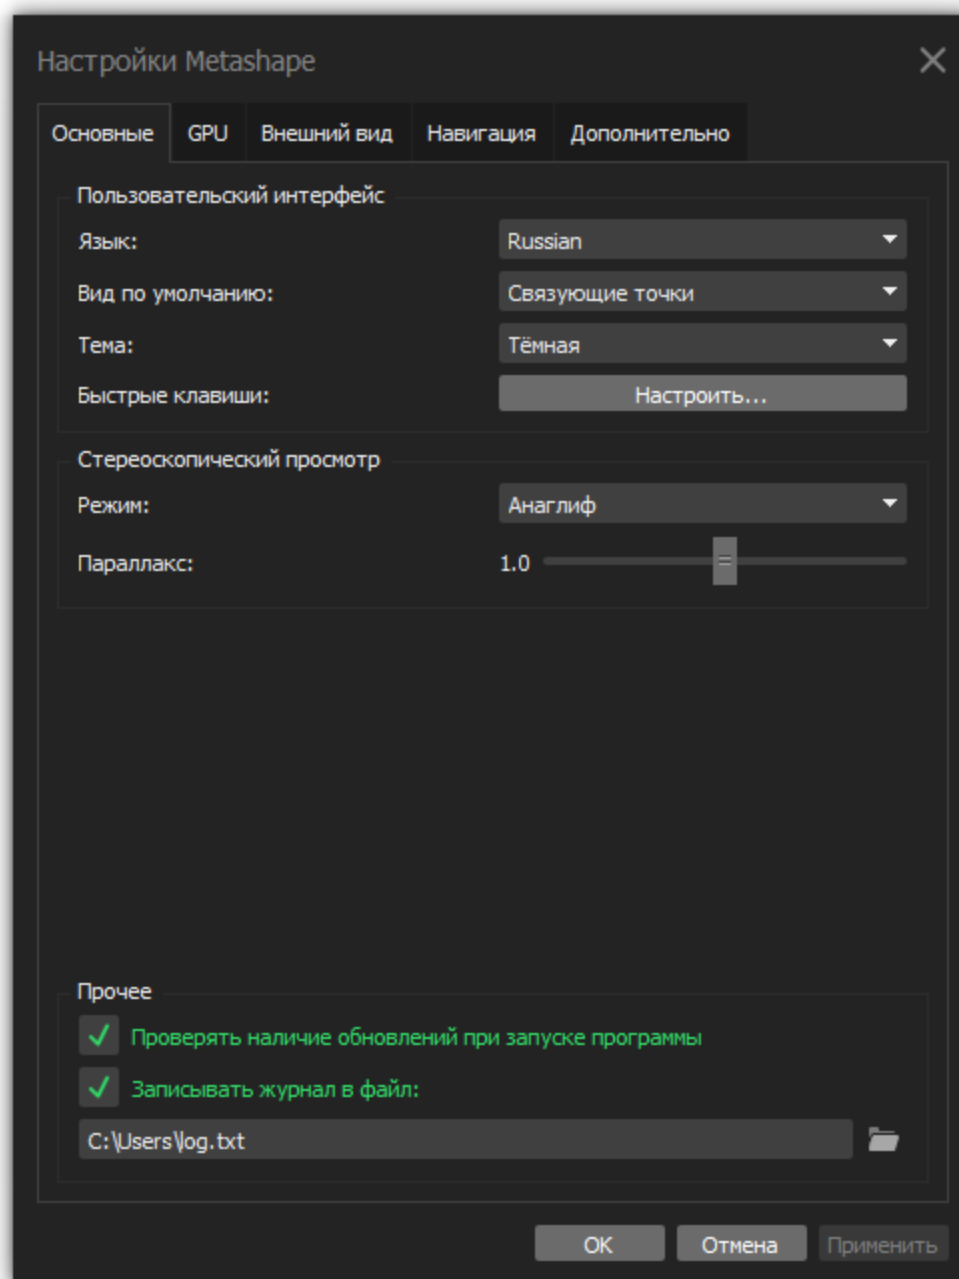 Настройки Metashape
Основные GPU Внешний вид Навигация Дополнительно
Пользовательский интерфейс
Язык: Russian
Вид по умолчанию: Связующие точки
Тема: Тёмная
Быстрые клавиши: Настроить...
Стереоскопический просмотр
Режим: Анаглиф
Параллакс: 1.0
Прочее
Проверять наличие обновлений при запуске программы
Записывать журнал в файл:
C:\Users\log.txt
OK Отмена Применить